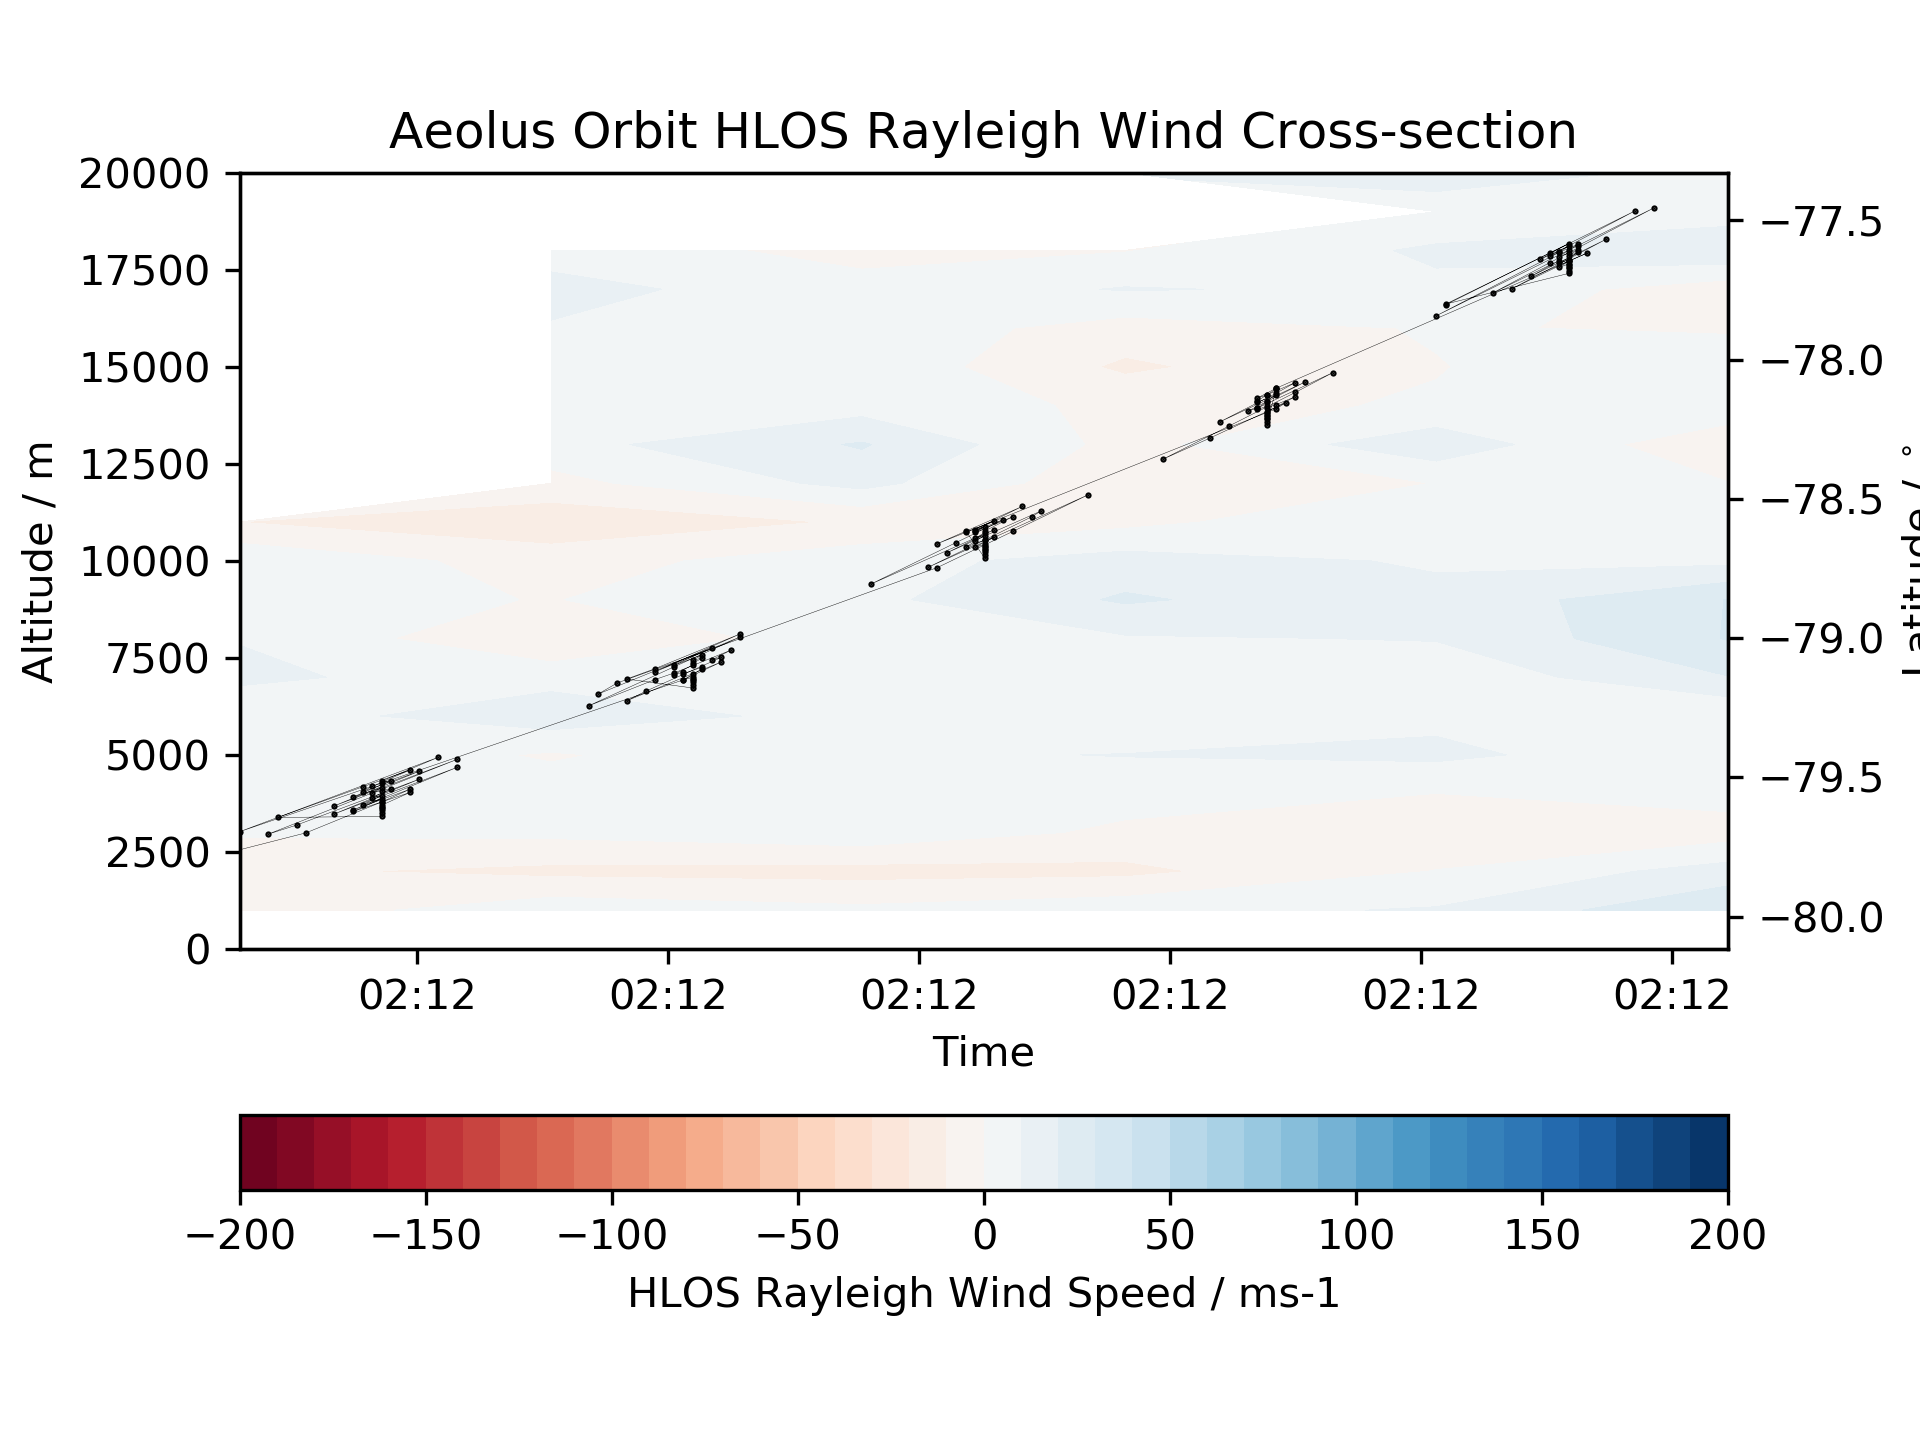 Aeolus Orbit HLOS Rayleigh Wind Cross-section
20000
17500
15000
12500
10000
7500
5000
2500
0
Altitude / m
−77.5
−78.0
−78.5
−79.0
−79.5
−80.0
Latitude / °
02:12 02:12 02:12 02:12 02:12 02:12
Time
−200 −150 −100 −50 0 50 100 150 200
HLOS Rayleigh Wind Speed / ms-1